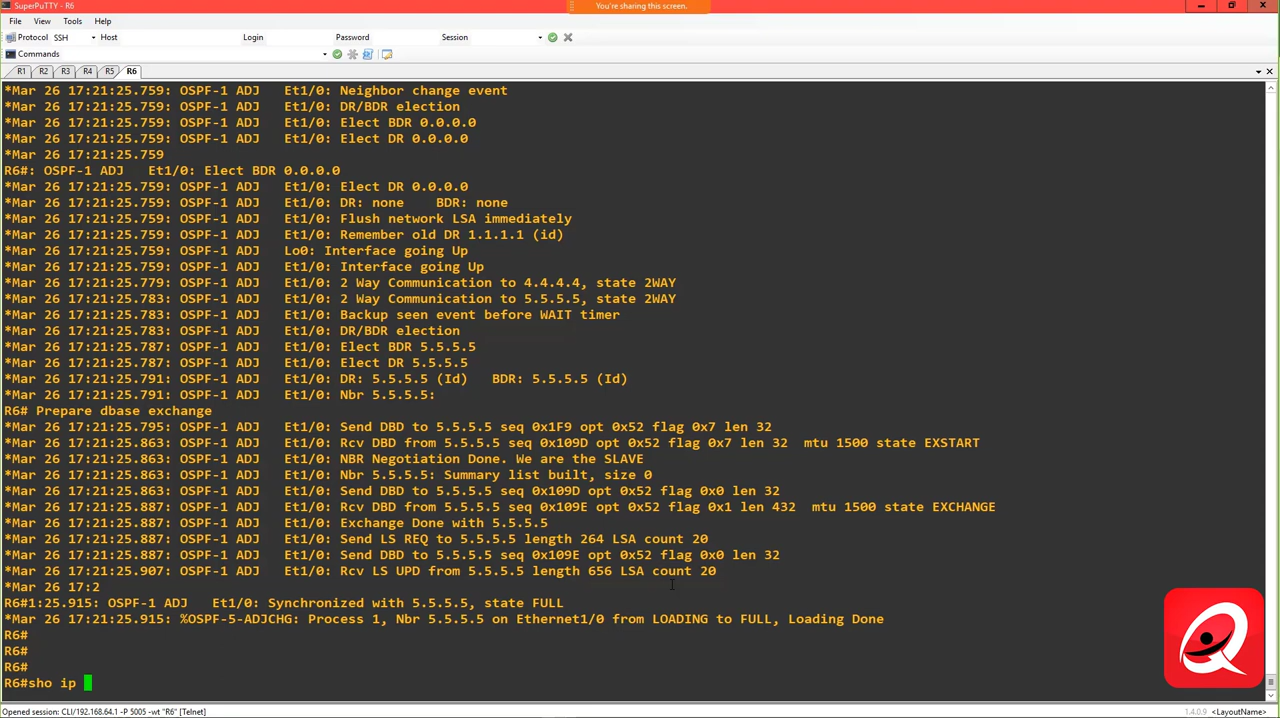 SuperPuTTY - R6
You're sharing this screen.
File View Tools Help
Protocol SSH Host Login Password Session
Commands
R1 R2 R3 R4 R5 R6
*Mar 26 17:21:25.759: OSPF-1 ADJ   Et1/0: Neighbor change event
*Mar 26 17:21:25.759: OSPF-1 ADJ   Et1/0: DR/BDR election
*Mar 26 17:21:25.759: OSPF-1 ADJ   Et1/0: Elect BDR 0.0.0.0
*Mar 26 17:21:25.759: OSPF-1 ADJ   Et1/0: Elect DR 0.0.0.0
*Mar 26 17:21:25.759
R6#: OSPF-1 ADJ   Et1/0: Elect BDR 0.0.0.0
*Mar 26 17:21:25.759: OSPF-1 ADJ   Et1/0: Elect DR 0.0.0.0
*Mar 26 17:21:25.759: OSPF-1 ADJ   Et1/0: DR: none    BDR: none
*Mar 26 17:21:25.759: OSPF-1 ADJ   Et1/0: Flush network LSA immediately
*Mar 26 17:21:25.759: OSPF-1 ADJ   Et1/0: Remember old DR 1.1.1.1 (id)
*Mar 26 17:21:25.759: OSPF-1 ADJ   Lo0: Interface going Up
*Mar 26 17:21:25.759: OSPF-1 ADJ   Et1/0: Interface going Up
*Mar 26 17:21:25.779: OSPF-1 ADJ   Et1/0: 2 Way Communication to 4.4.4.4, state 2WAY
*Mar 26 17:21:25.783: OSPF-1 ADJ   Et1/0: 2 Way Communication to 5.5.5.5, state 2WAY
*Mar 26 17:21:25.783: OSPF-1 ADJ   Et1/0: Backup seen event before WAIT timer
*Mar 26 17:21:25.783: OSPF-1 ADJ   Et1/0: DR/BDR election
*Mar 26 17:21:25.787: OSPF-1 ADJ   Et1/0: Elect BDR 5.5.5.5
*Mar 26 17:21:25.787: OSPF-1 ADJ   Et1/0: Elect DR 5.5.5.5
*Mar 26 17:21:25.791: OSPF-1 ADJ   Et1/0: DR: 5.5.5.5 (Id)   BDR: 5.5.5.5 (Id)
*Mar 26 17:21:25.791: OSPF-1 ADJ   Et1/0: Nbr 5.5.5.5:
R6# Prepare dbase exchange
*Mar 26 17:21:25.795: OSPF-1 ADJ   Et1/0: Send DBD to 5.5.5.5 seq 0x1F9 opt 0x52 flag 0x7 len 32
*Mar 26 17:21:25.863: OSPF-1 ADJ   Et1/0: Rcv DBD from 5.5.5.5 seq 0x109D opt 0x52 flag 0x7 len 32  mtu 1500 state EXSTART
*Mar 26 17:21:25.863: OSPF-1 ADJ   Et1/0: NBR Negotiation Done. We are the SLAVE
*Mar 26 17:21:25.863: OSPF-1 ADJ   Et1/0: Nbr 5.5.5.5: Summary list built, size 0
*Mar 26 17:21:25.863: OSPF-1 ADJ   Et1/0: Send DBD to 5.5.5.5 seq 0x109D opt 0x52 flag 0x0 len 32
*Mar 26 17:21:25.887: OSPF-1 ADJ   Et1/0: Rcv DBD from 5.5.5.5 seq 0x109E opt 0x52 flag 0x1 len 432  mtu 1500 state EXCHANGE
*Mar 26 17:21:25.887: OSPF-1 ADJ   Et1/0: Exchange Done with 5.5.5.5
*Mar 26 17:21:25.887: OSPF-1 ADJ   Et1/0: Send LS REQ to 5.5.5.5 length 264 LSA count 20
*Mar 26 17:21:25.887: OSPF-1 ADJ   Et1/0: Send DBD to 5.5.5.5 seq 0x109E opt 0x52 flag 0x0 len 32
*Mar 26 17:21:25.907: OSPF-1 ADJ   Et1/0: Rcv LS UPD from 5.5.5.5 length 656 LSA count 20
*Mar 26 17:2
R6#1:25.915: OSPF-1 ADJ   Et1/0: Synchronized with 5.5.5.5, state FULL
*Mar 26 17:21:25.915: %OSPF-5-ADJCHG: Process 1, Nbr 5.5.5.5 on Ethernet1/0 from LOADING to FULL, Loading Done
R6#
R6#
R6#
R6#sho ip
Opened session: CLI/192.168.64.1 -P 5005 -wt "R6" [Telnet]
1.4.0.9 <LayoutName>